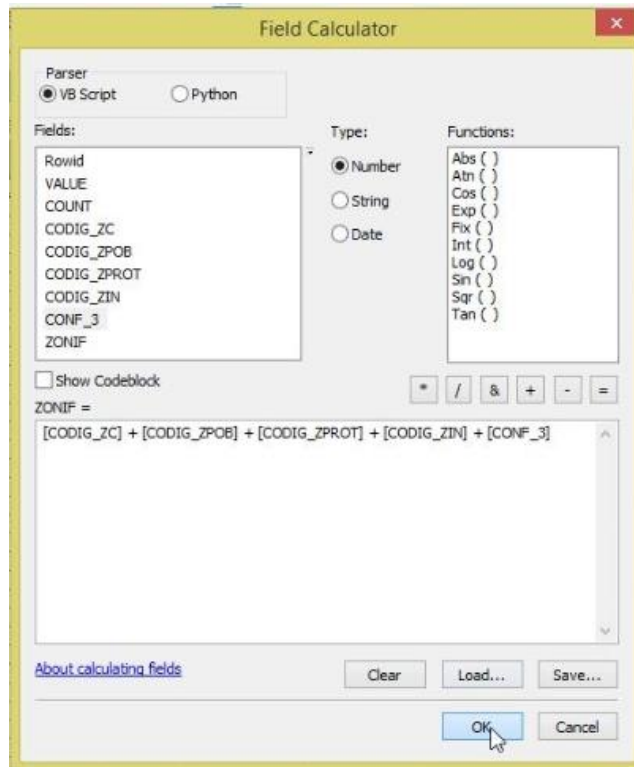 Field Calculator
Parser
VB Script Python
Fields:
Type:
Functions:
Rowid
VALUE
COUNT
CODIG_ZC
CODIG_ZPOB
CODIG_ZPROT
CODIG_ZIN
CONF_3
ZONIF
Number
String
Date
Abs ( )
Atn ( )
Cos ( )
Exp ( )
Fix ( )
Int ( )
Log ( )
Sin ( )
Sqr ( )
Tan ( )
Show Codeblock
* / & + - =
ZONIF =
[CODIG_ZC] + [CODIG_ZPOB] + [CODIG_ZPROT] + [CODIG_ZIN] + [CONF_3]
About calculating fields
Clear Load... Save...
OK Cancel